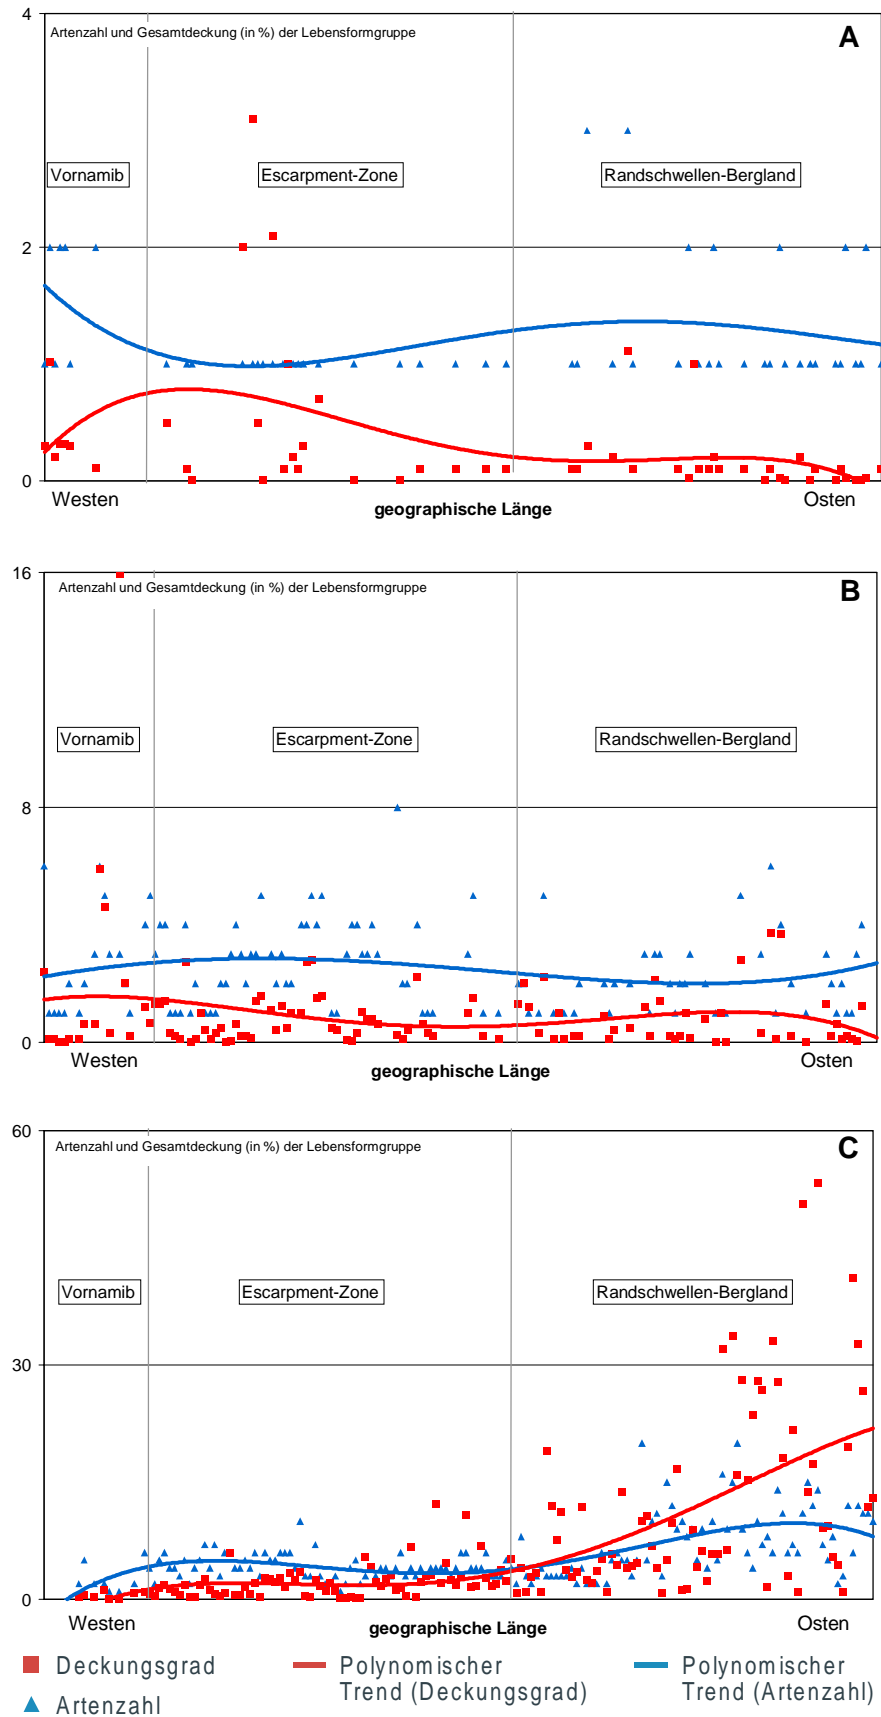 4
Artenzahl und Gesamtdeckung (in %) der Lebensformgruppe
A
Vornamib
Escarpment-Zone
Randschwellen-Bergland
2
0
Westen
geographische Länge
Osten
16
Artenzahl und Gesamtdeckung (in %) der Lebensformgruppe
B
Vornamib
Escarpment-Zone
Randschwellen-Bergland
8
0
Westen
geographische Länge
Osten
60
Artenzahl und Gesamtdeckung (in %) der Lebensformgruppe
C
Vornamib
Escarpment-Zone
Randschwellen-Bergland
30
0
Westen
geographische Länge
Osten
Deckungsgrad
Artenzahl
Polynomischer
Trend (Deckungsgrad)
Polynomischer
Trend (Artenzahl)